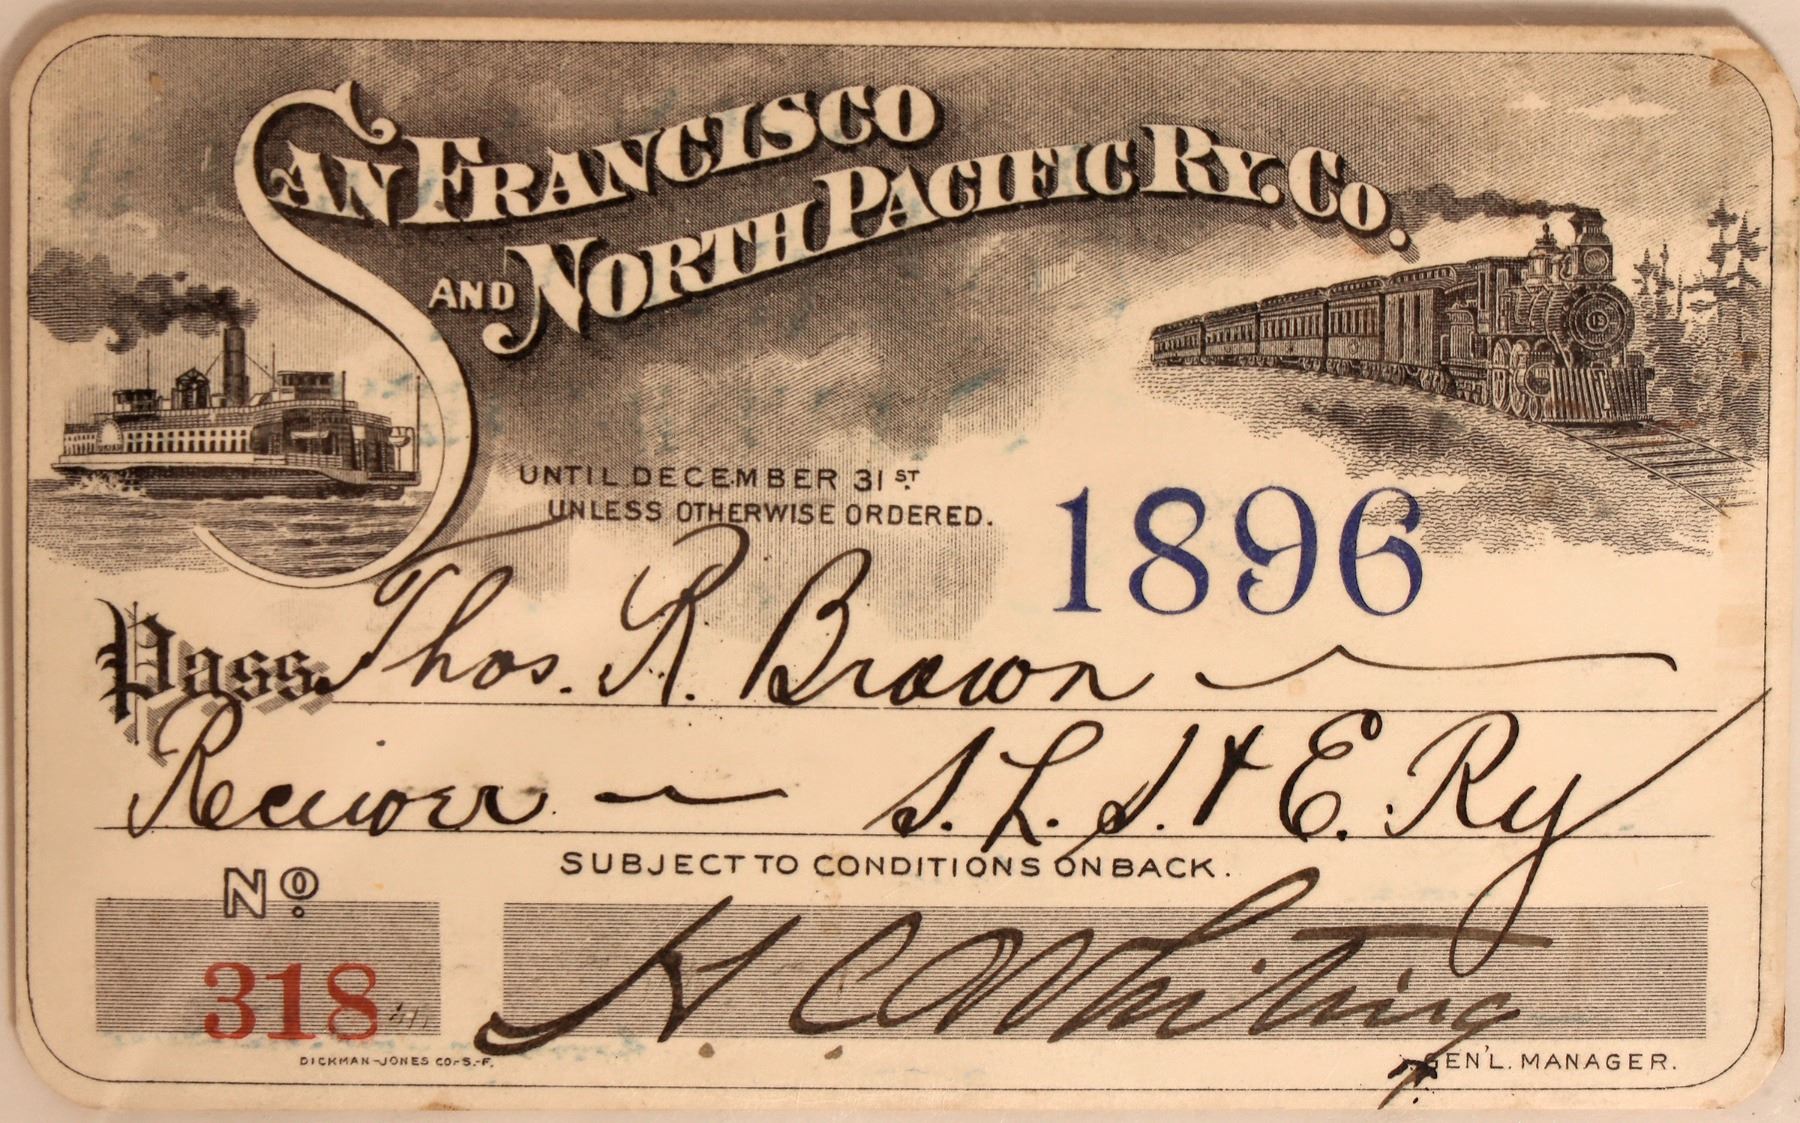 SAN FRANCISCO
AND NORTH PACIFIC RY. CO.
UNTIL DECEMBER 31ST
UNLESS OTHERWISE ORDERED.
1896
Pass. Thos. R. Brown
Receiver S. L. S. & E. Ry
SUBJECT TO CONDITIONS ON BACK.
No.
318
H. C. Whiting
DICKMAN-JONES CO.-S.-F.
GEN'L. MANAGER.